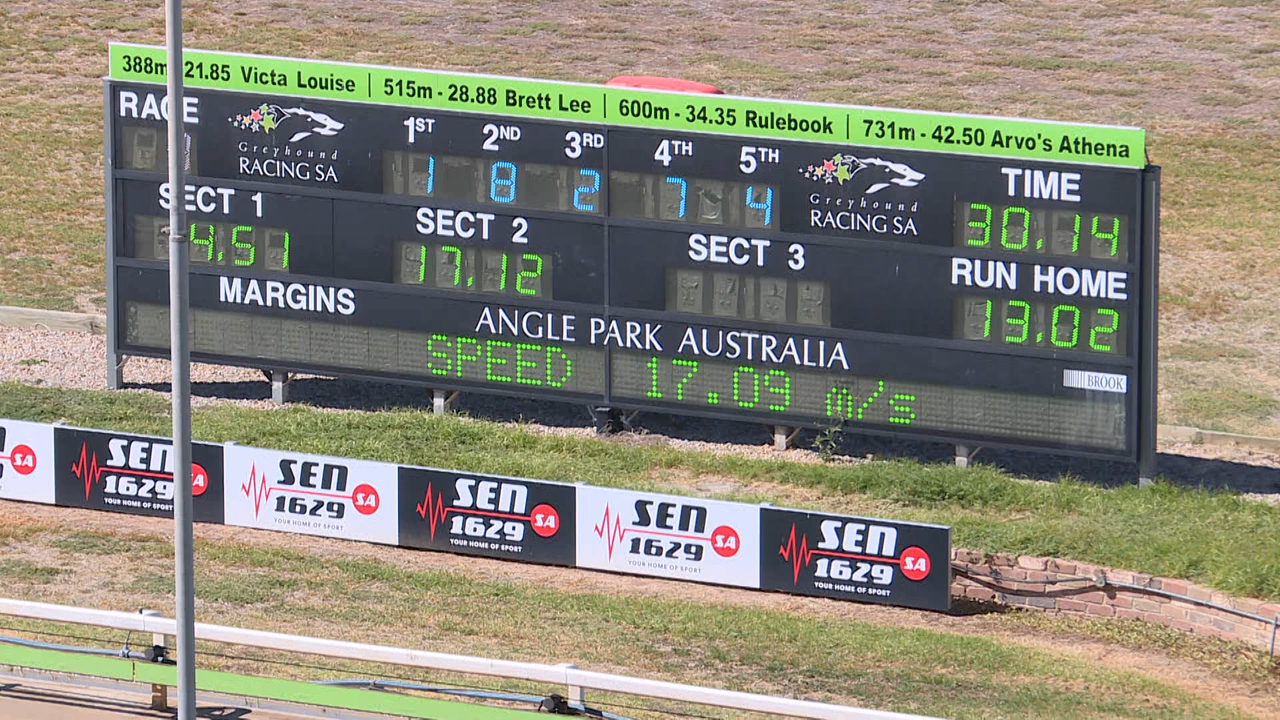 388m - 21.85 Victa Louise | 515m - 28.88 Brett Lee | 600m - 34.35 Rulebook | 731m - 42.50 Arvo's Athena
RACE
Greyhound
RACING SA
1ST 2ND 3RD 4TH 5TH
1 8 2 7 4
Greyhound
RACING SA
TIME
30.14
SECT 1
4.51
SECT 2
17.12
SECT 3
RUN HOME
13.02
MARGINS
ANGLE PARK AUSTRALIA
BROOK
SPEED 17.09 m/s
SA
SEN
1629 SA
YOUR HOME OF SPORT
SEN
1629 SA
YOUR HOME OF SPORT
SEN
1629 SA
YOUR HOME OF SPORT
SEN
1629 SA
YOUR HOME OF SPORT
SEN
1629 SA
YOUR HOME OF SPORT